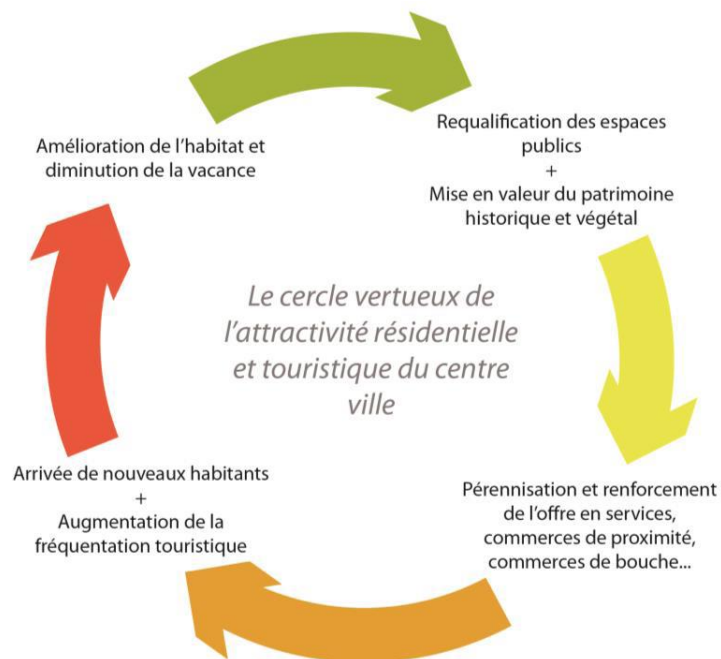 Amélioration de l'habitat et
diminution de la vacance
Requalification des espaces
publics
+
Mise en valeur du patrimoine
historique et végétal
Le cercle vertueux de
l'attractivité résidentielle
et touristique du centre
ville
Arrivée de nouveaux habitants
+
Augmentation de la
fréquentation touristique
Pérennisation et renforcement
de l'offre en services,
commerces de proximité,
commerces de bouche...